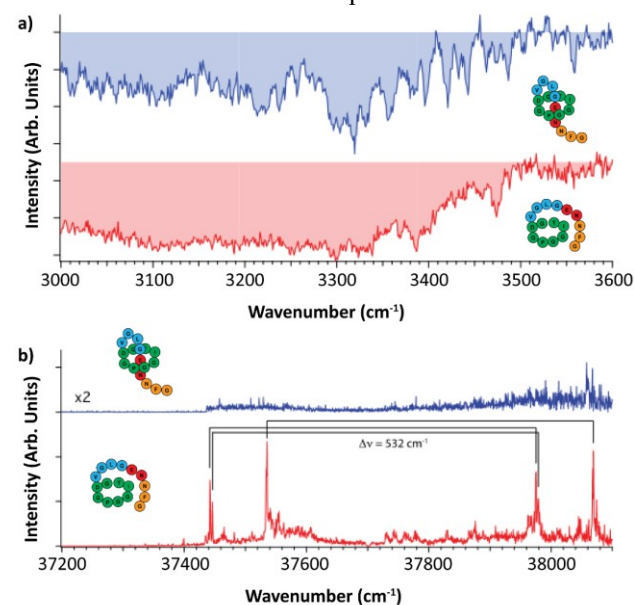 a)
Intensity (Arb. Units)
3000 3100 3200 3300 3400 3500 3600
Wavenumber (cm⁻¹)
b)
x2
Δν = 532 cm⁻¹
Intensity (Arb. Units)
37200 37400 37600 37800 38000
Wavenumber (cm⁻¹)